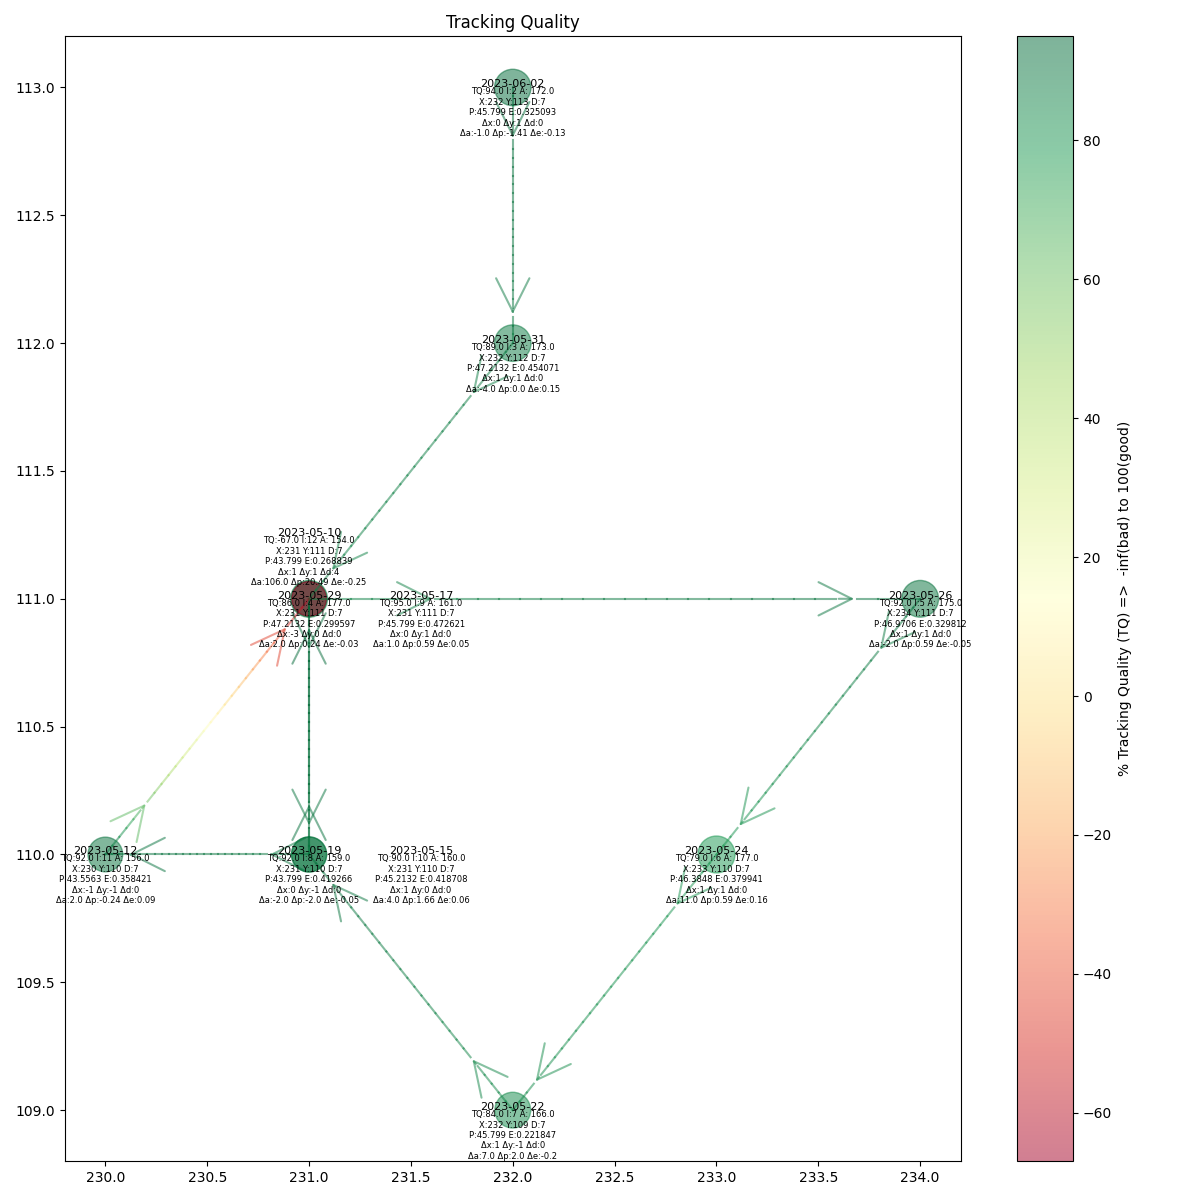 Tracking Quality
113.0
112.5
112.0
111.5
111.0
110.5
110.0
109.5
109.0
230.0
230.5
231.0
231.5
232.0
232.5
233.0
233.5
234.0
2023-06-02
TQ:94.0 I:2 A: 172.0
X:232 Y:113 D:7
P:45.799 E:0.325093
Δx:0 Δy:1 Δd:0
Δa:-1.0 Δp:-1.41 Δe:-0.13
2023-05-31
TQ:89.0 I:3 A: 173.0
X:232 Y:112 D:7
P:47.2132 E:0.454071
Δx:1 Δy:1 Δd:0
Δa:-4.0 Δp:0.0 Δe:0.15
2023-05-10
TQ:-67.0 I:12 A: 154.0
X:231 Y:111 D:7
P:43.799 E:0.268839
Δx:1 Δy:1 Δd:4
Δa:106.0 Δp:20.49 Δe:-0.25
2023-05-29
TQ:86.0 I:4 A: 177.0
X:231 Y:111 D:7
P:47.2132 E:0.299597
Δx:-3 Δy:0 Δd:0
Δa:2.0 Δp:0.24 Δe:-0.03
2023-05-17
TQ:95.0 I:9 A: 161.0
X:231 Y:111 D:7
P:45.799 E:0.472621
Δx:0 Δy:1 Δd:0
Δa:1.0 Δp:0.59 Δe:0.05
2023-05-26
TQ:92.0 I:5 A: 175.0
X:234 Y:111 D:7
P:46.9706 E:0.329812
Δx:1 Δy:1 Δd:0
Δa:-2.0 Δp:0.59 Δe:-0.05
2023-05-12
TQ:92.0 I:11 A: 156.0
X:230 Y:110 D:7
P:43.5563 E:0.358421
Δx:-1 Δy:-1 Δd:0
Δa:2.0 Δp:-0.24 Δe:0.09
2023-05-19
TQ:92.0 I:8 A: 159.0
X:231 Y:110 D:7
P:43.799 E:0.419266
Δx:0 Δy:-1 Δd:0
Δa:-2.0 Δp:-2.0 Δe:-0.05
2023-05-15
TQ:90.0 I:10 A: 160.0
X:231 Y:110 D:7
P:45.2132 E:0.418708
Δx:1 Δy:0 Δd:0
Δa:4.0 Δp:1.66 Δe:0.06
2023-05-24
TQ:79.0 I:6 A: 177.0
X:233 Y:110 D:7
P:46.3848 E:0.379941
Δx:1 Δy:1 Δd:0
Δa:11.0 Δp:0.59 Δe:0.16
2023-05-22
TQ:84.0 I:7 A: 166.0
X:232 Y:109 D:7
P:45.799 E:0.221847
Δx:1 Δy:-1 Δd:0
Δa:7.0 Δp:2.0 Δe:-0.2
80
60
40
20
0
−20
−40
−60
% Tracking Quality (TQ) => -inf(bad) to 100(good)